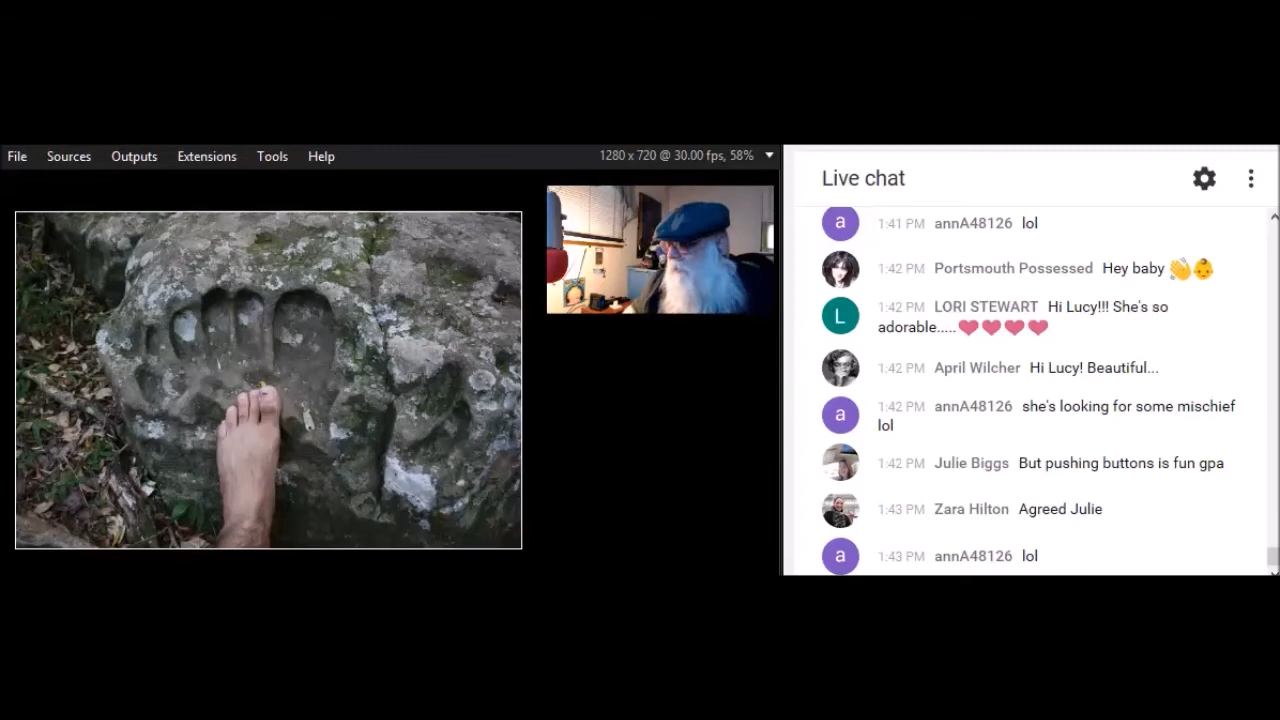 File Sources Outputs Extensions Tools Help 1280 x 720 @ 30.00 fps, 58%
Live chat
a 1:41 PM annA48126 lol
1:42 PM Portsmouth Possessed Hey baby 👋👶
L 1:42 PM LORI STEWART Hi Lucy!!! She's so
adorable.....❤❤❤❤
1:42 PM April Wilcher Hi Lucy! Beautiful...
a 1:42 PM annA48126 she's looking for some mischief
lol
1:42 PM Julie Biggs But pushing buttons is fun gpa
1:43 PM Zara Hilton Agreed Julie
a 1:43 PM annA48126 lol